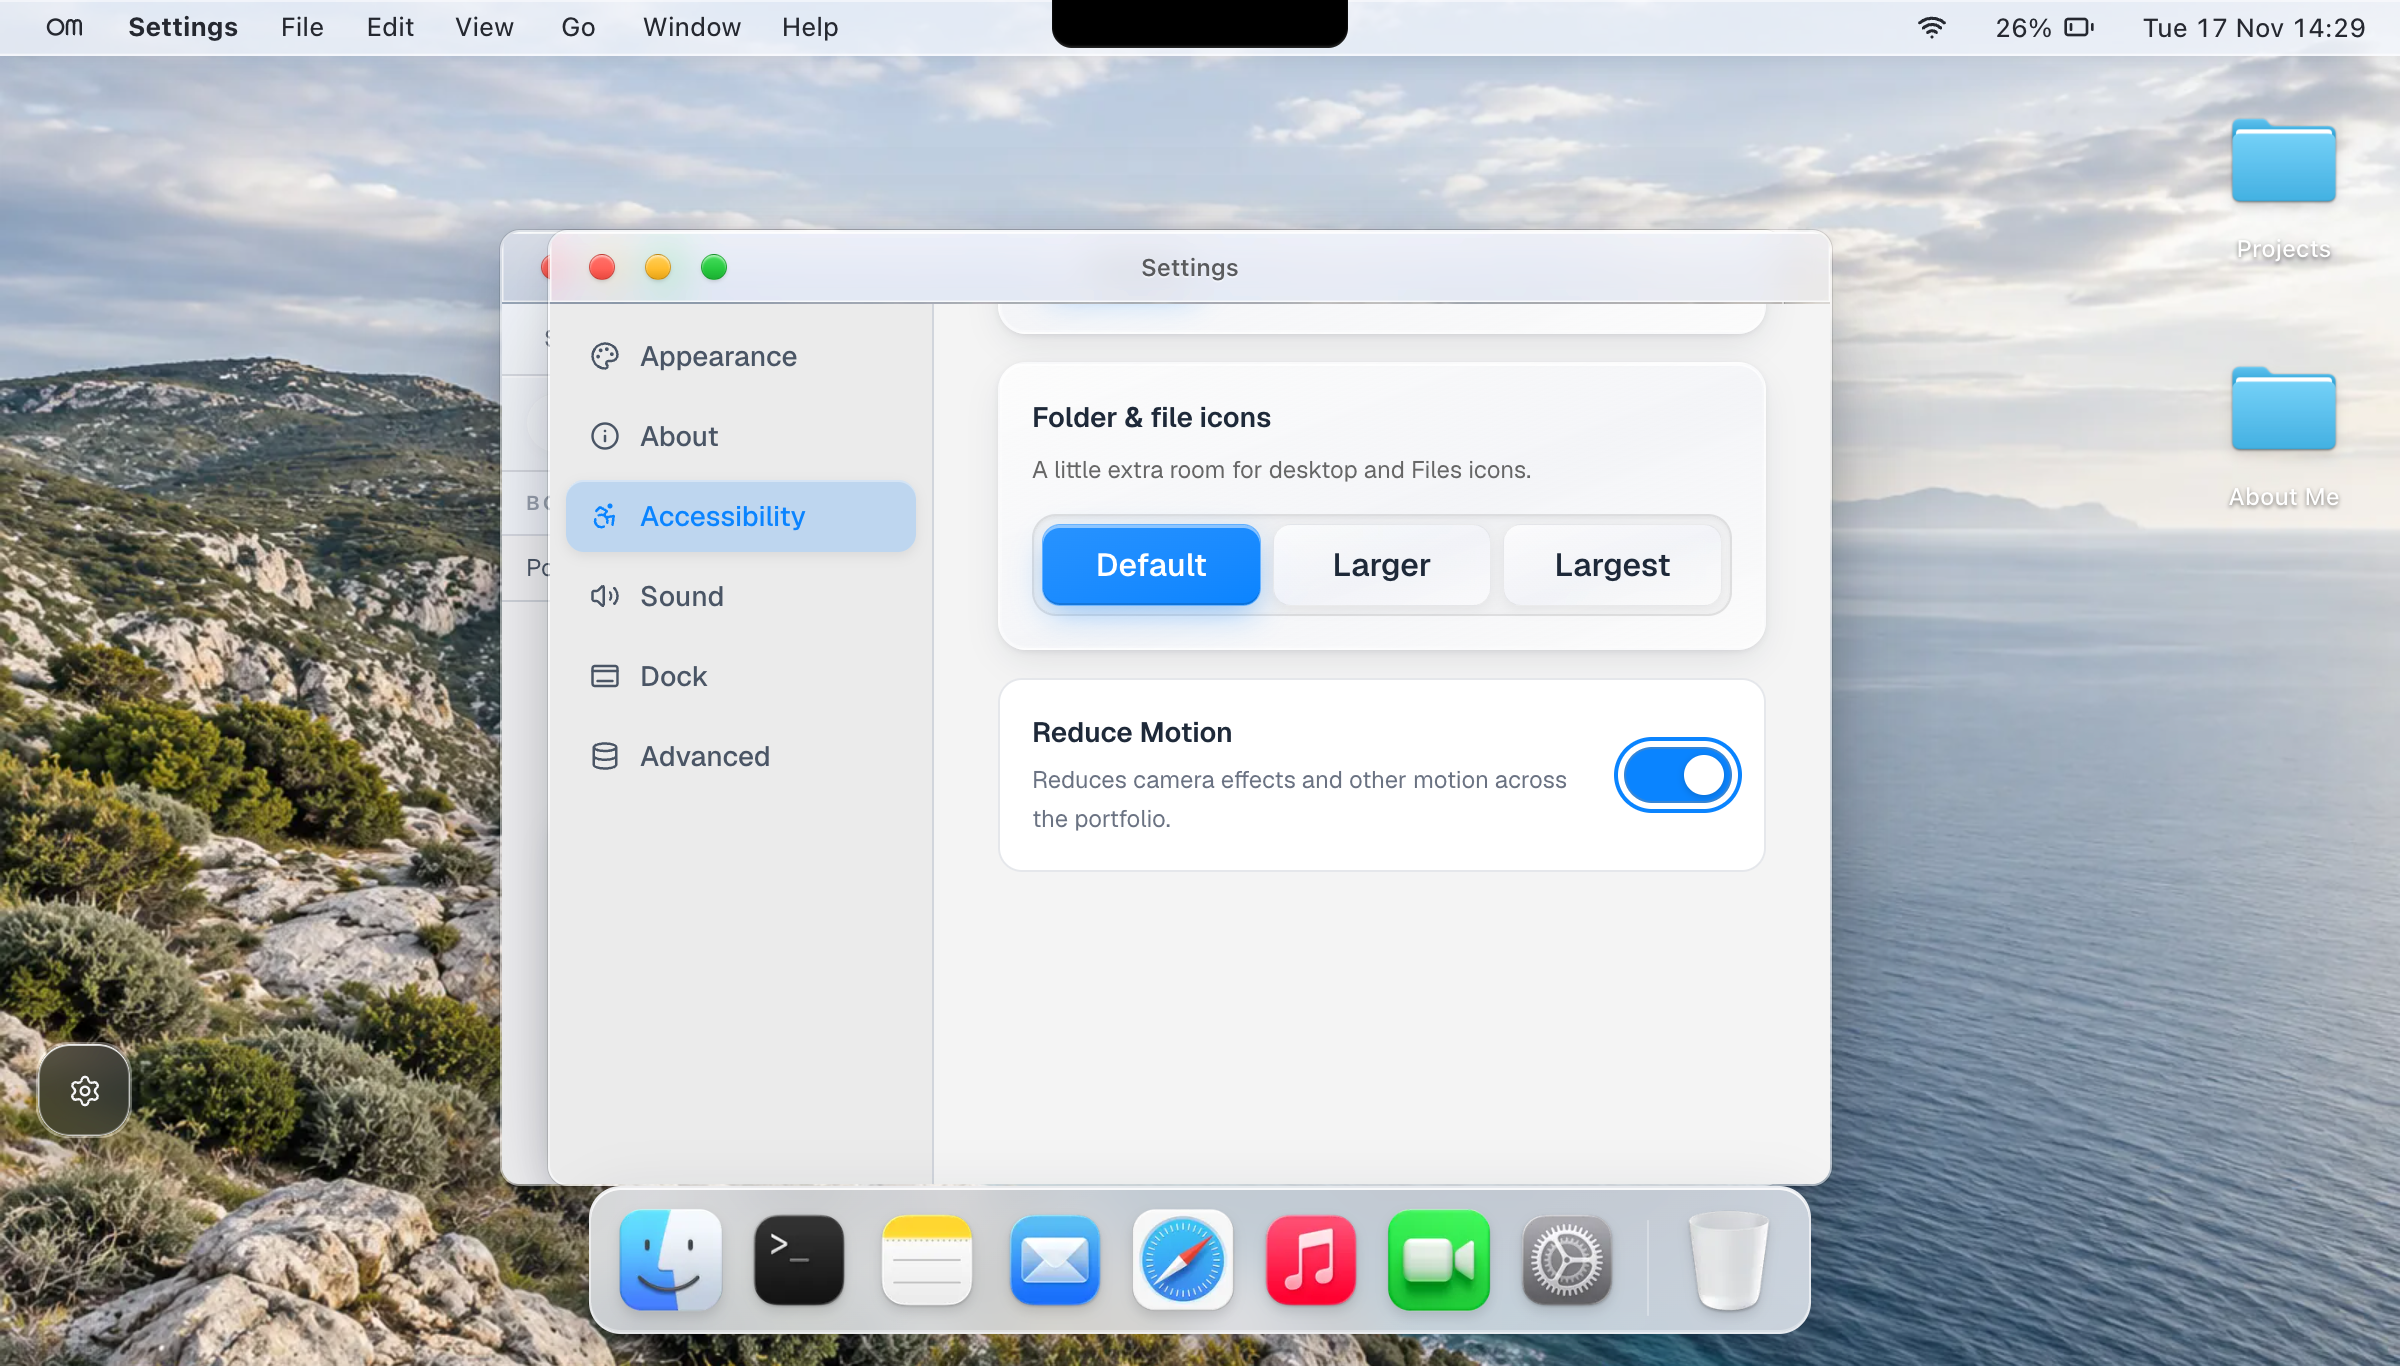 OM Settings File Edit View Go Window Help 26% Tue 17 Nov 14:29
Projects
About Me
Settings
Appearance
About
Accessibility
Sound
Dock
Advanced
Folder & file icons
A little extra room for desktop and Files icons.
Default Larger Largest
Reduce Motion
Reduces camera effects and other motion across
the portfolio.
>_